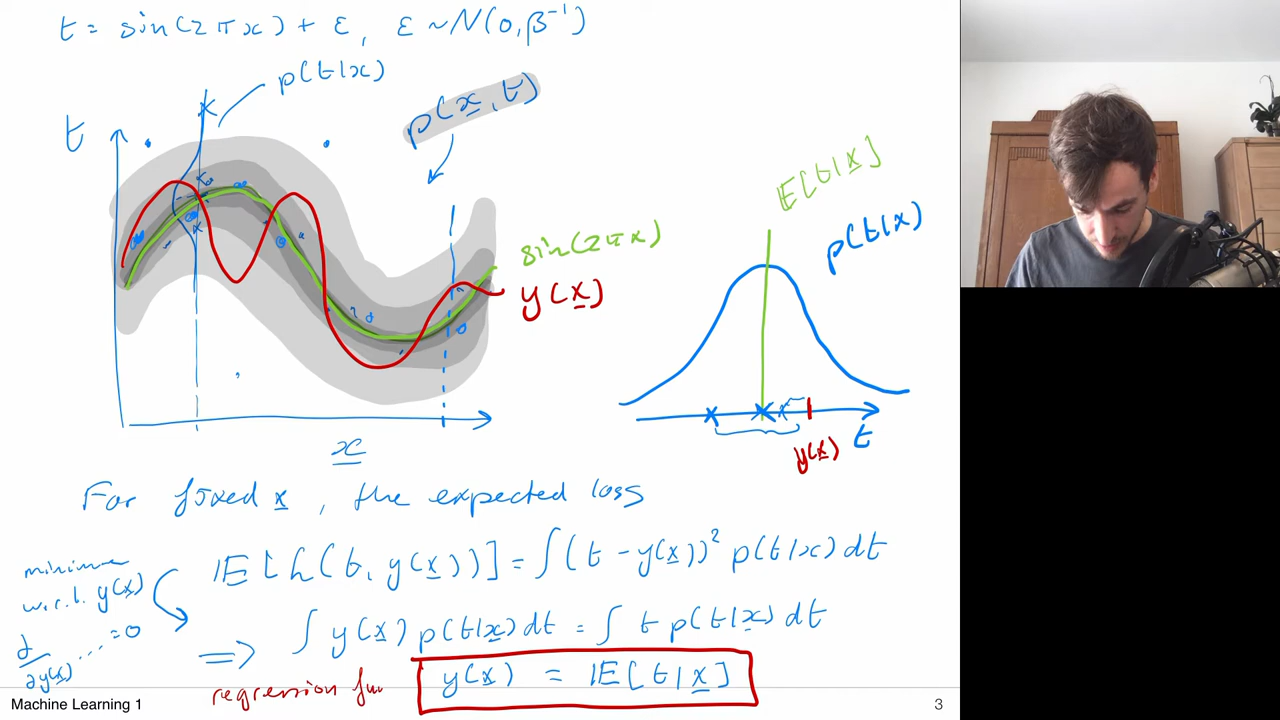 t = sin(2πx) + ε, ε ~ N(0, β⁻¹)
p(t|x)
p(x, t)
t
E[t|x]
p(t|x)
sin(2πx)
y(x)
x
t
y(x)
For fixed x, the expected loss
E[L(t, y(x))] = ∫(t - y(x))² p(t|x) dt
minimize
w.r.t. y(x)
∂/∂y(x) .... = 0
⟹ ∫ y(x) p(t|x) dt = ∫ t p(t|x) dt
regression fun
y(x) = E[t|x]
Machine Learning 1
3